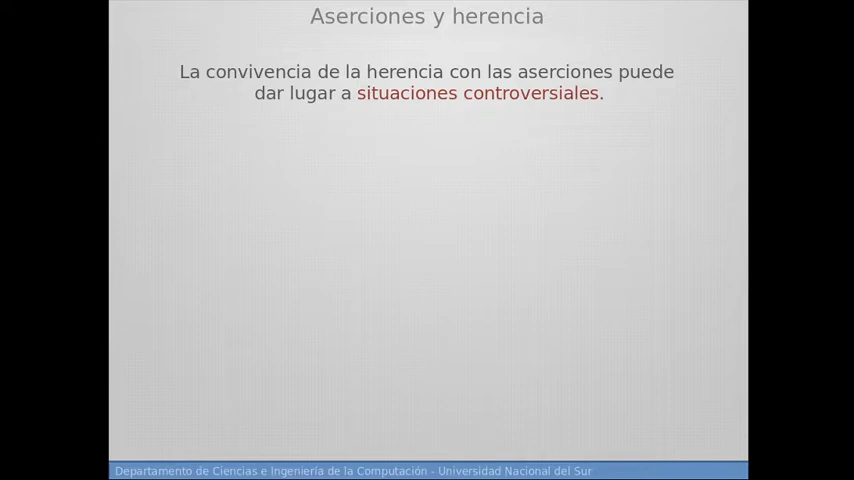 Aserciones y herencia
La convivencia de la herencia con las aserciones puede
dar lugar a situaciones controversiales.
Departamento de Ciencias e Ingeniería de la Computación - Universidad Nacional del Sur